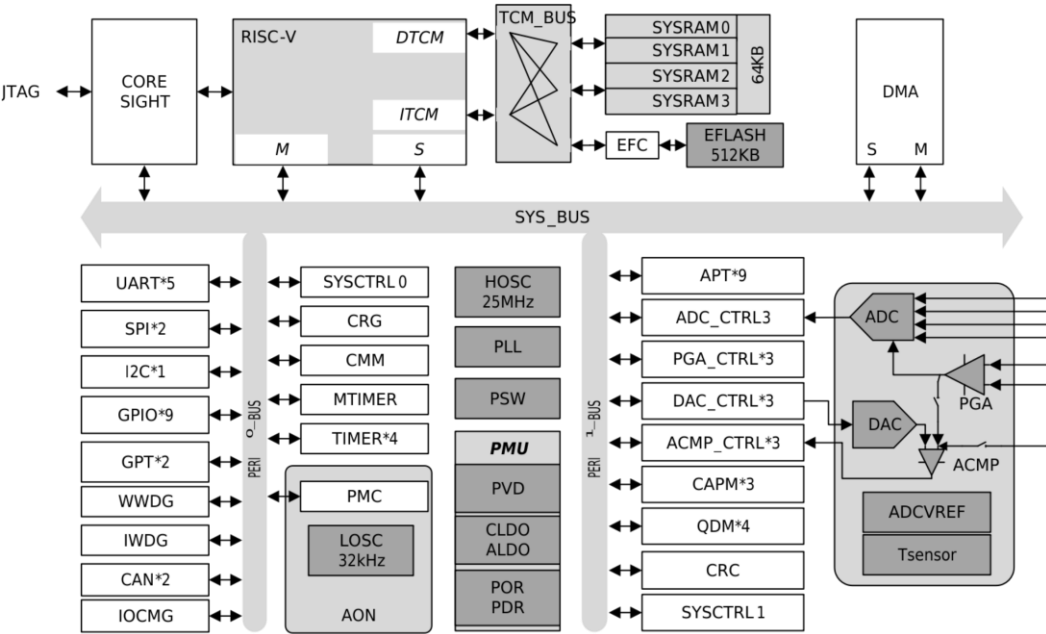 JTAG
CORE
SIGHT
RISC-V
DTCM
ITCM
M
S
TCM_BUS
SYSRAM0
SYSRAM1
SYSRAM2
SYSRAM3
64KB
EFC
EFLASH
512KB
DMA
S
M
SYS_BUS
PERI 0_BUS
UART*5
SPI*2
I2C*1
GPIO*9
GPT*2
WWDG
IWDG
CAN*2
IOCMG
SYSCTRL0
CRG
CMM
MTIMER
TIMER*4
PMC
LOSC
32kHz
AON
HOSC
25MHz
PLL
PSW
PMU
PVD
CLDO
ALDO
POR
PDR
PERI 1_BUS
APT*9
ADC_CTRL3
PGA_CTRL*3
DAC_CTRL*3
ACMP_CTRL*3
CAPM*3
QDM*4
CRC
SYSCTRL1
ADC
PGA
DAC
ACMP
ADCVREF
Tsensor